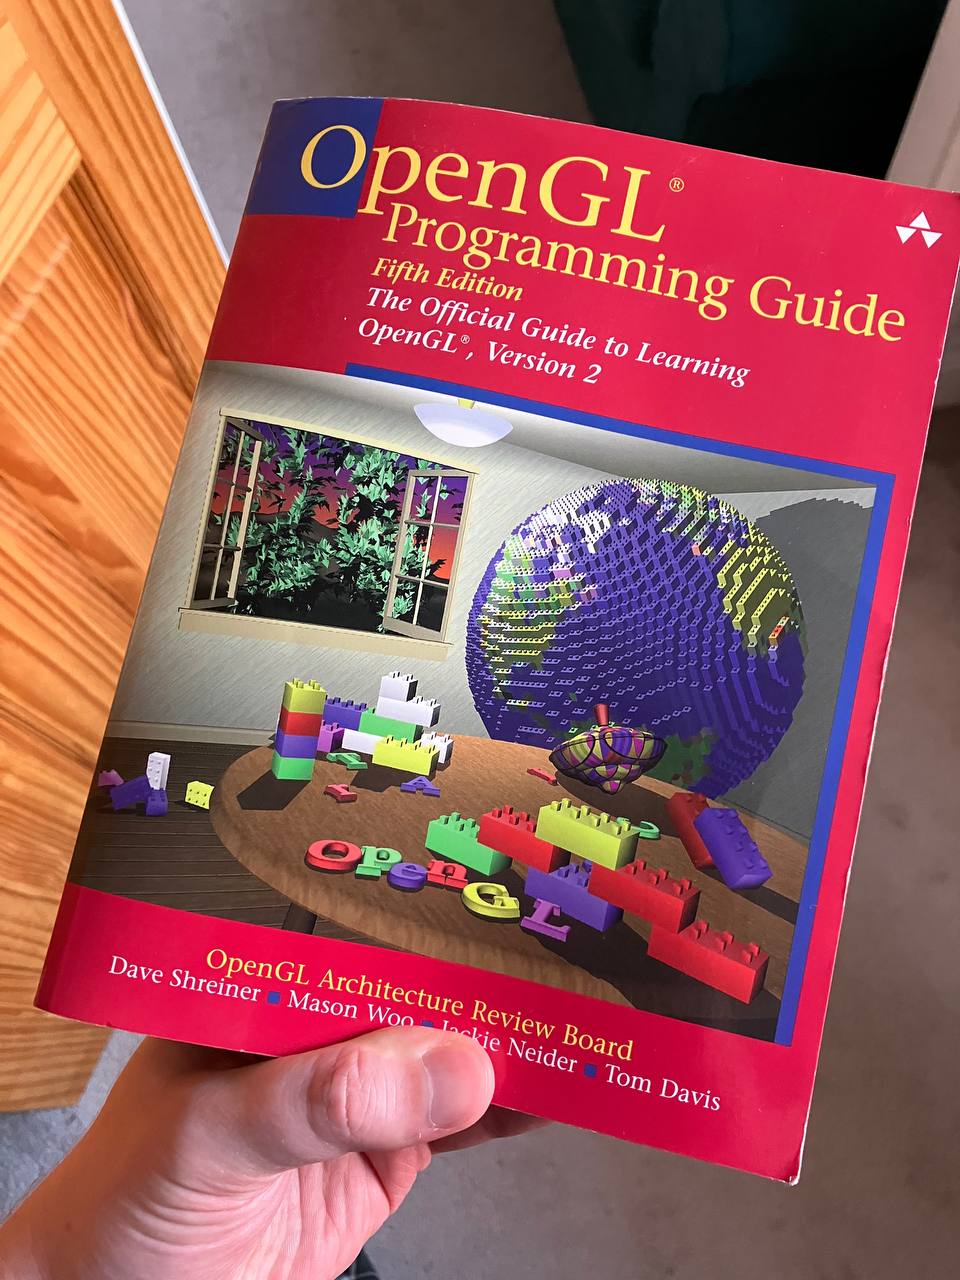 OpenGL®
Programming Guide
Fifth Edition
The Official Guide to Learning
OpenGL®, Version 2
OpenGL
OpenGL Architecture Review Board
Dave Shreiner ■ Mason Woo ■ Jackie Neider ■ Tom Davis